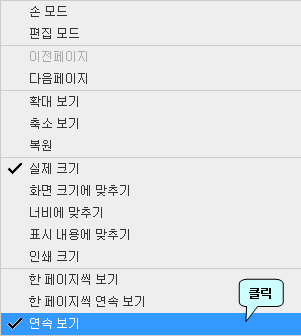 손 모드
편집 모드
이전페이지
다음페이지
확대 보기
축소 보기
복원
실제 크기
화면 크기에 맞추기
너비에 맞추기
표시 내용에 맞추기
인쇄 크기
한 페이지씩 보기
한 페이지씩 연속 보기
클릭
연속 보기